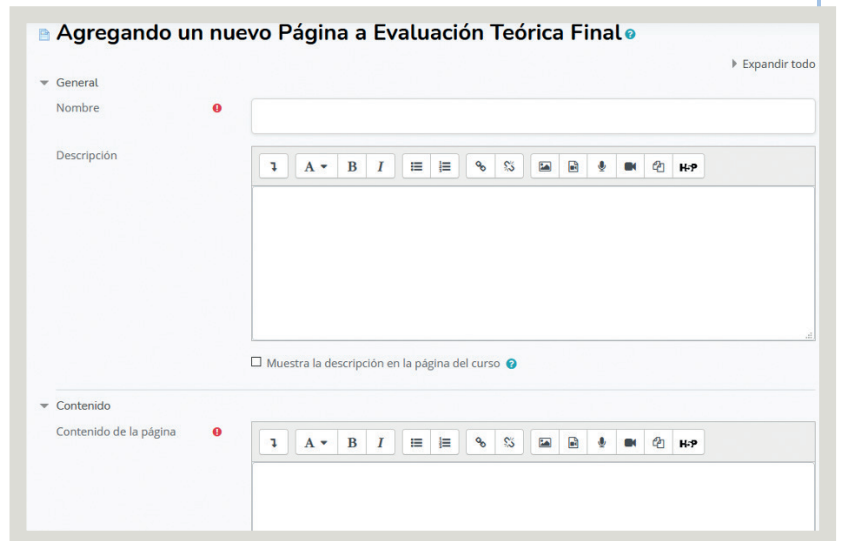 Agregando un nuevo Página a Evaluación Teórica Final
Expandir todo
General
Nombre
Descripción
A B I H-P
Muestra la descripción en la página del curso
Contenido
Contenido de la página
A B I H-P